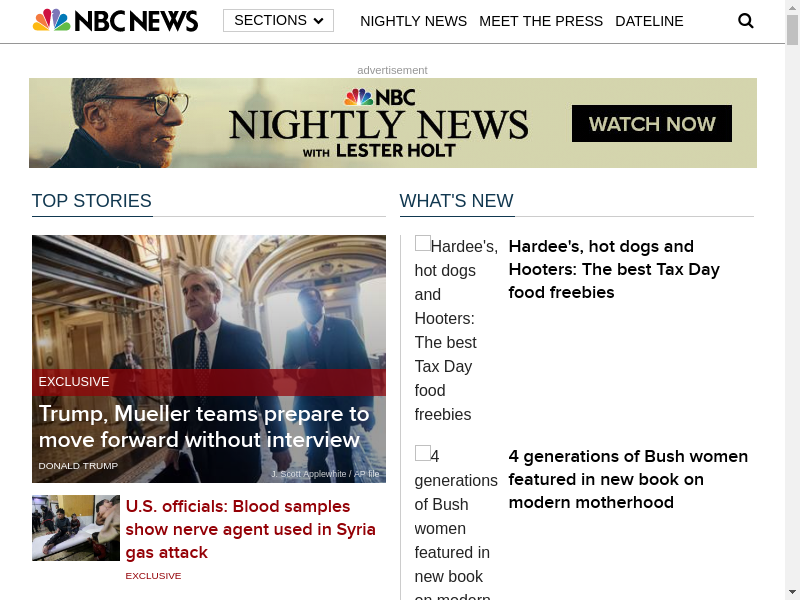 NBC NEWS
SECTIONS
NIGHTLY NEWS
MEET THE PRESS
DATELINE
advertisement
NBC
NIGHTLY NEWS
WITH LESTER HOLT
WATCH NOW
TOP STORIES
EXCLUSIVE
Trump, Mueller teams prepare to
move forward without interview
DONALD TRUMP
J. Scott Applewhite / AP file
U.S. officials: Blood samples
show nerve agent used in Syria
gas attack
EXCLUSIVE
WHAT'S NEW
Hardee's,
hot dogs
and
Hooters:
The best
Tax Day
food
freebies
Hardee's, hot dogs and
Hooters: The best Tax Day
food freebies
4
generations
of Bush
women
featured in
new book
on modern
4 generations of Bush women
featured in new book on
modern motherhood